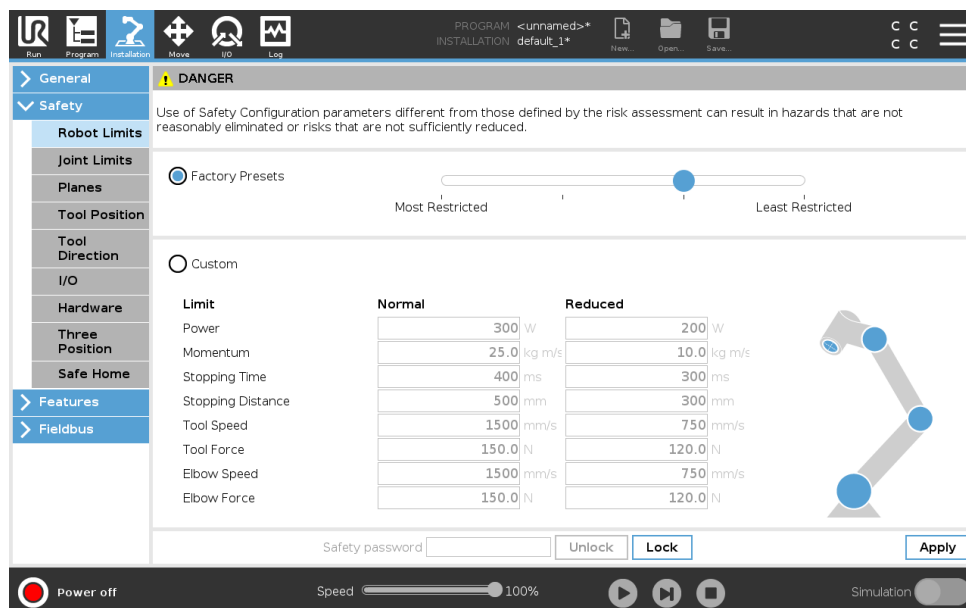 UR
Run
Program
Installation
Move
I/O
Log
PROGRAM <unnamed>*
INSTALLATION default_1*
New...
Open...
Save...
C C
C C
General
Safety
Robot Limits
Joint Limits
Planes
Tool Position
Tool
Direction
I/O
Hardware
Three
Position
Safe Home
Features
Fieldbus
DANGER
Use of Safety Configuration parameters different from those defined by the risk assessment can result in hazards that are not
reasonably eliminated or risks that are not sufficiently reduced.
Factory Presets
Most Restricted Least Restricted
Custom
Limit Normal Reduced
Power 300 W 200 W
Momentum 25.0 kg m/s 10.0 kg m/s
Stopping Time 400 ms 300 ms
Stopping Distance 500 mm 300 mm
Tool Speed 1500 mm/s 750 mm/s
Tool Force 150.0 N 120.0 N
Elbow Speed 1500 mm/s 750 mm/s
Elbow Force 150.0 N 120.0 N
Safety password Unlock Lock Apply
Power off Speed 100% Simulation